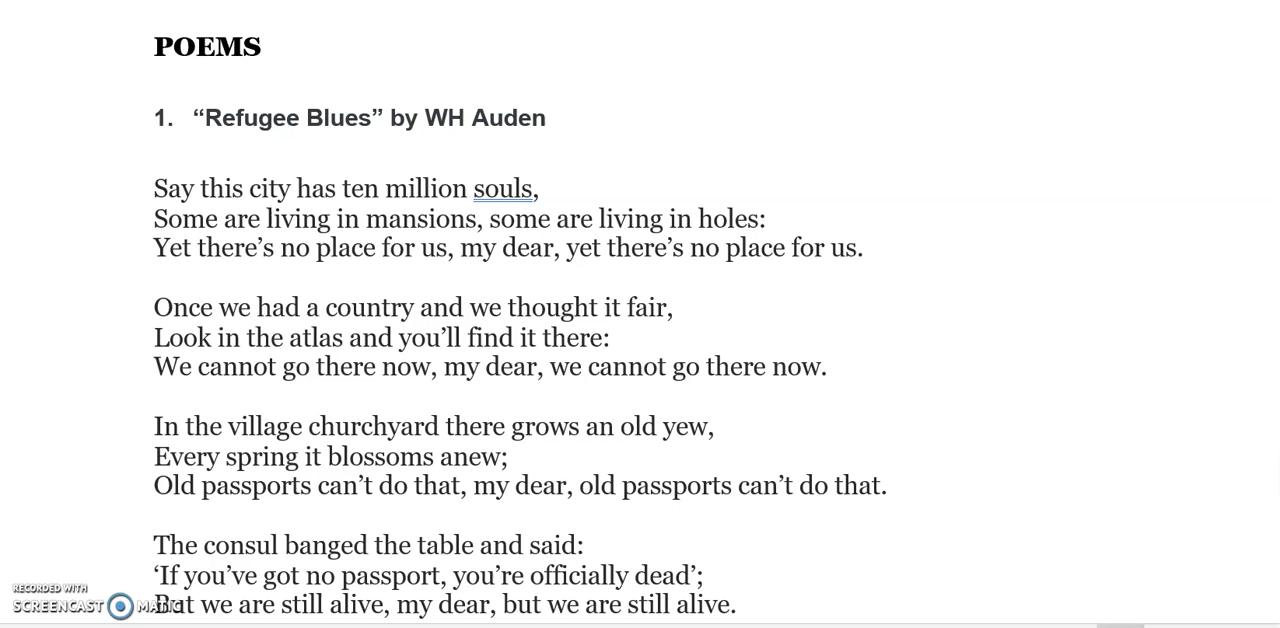 POEMS
1. “Refugee Blues” by WH Auden
Say this city has ten million souls,
Some are living in mansions, some are living in holes:
Yet there’s no place for us, my dear, yet there’s no place for us.
Once we had a country and we thought it fair,
Look in the atlas and you’ll find it there:
We cannot go there now, my dear, we cannot go there now.
In the village churchyard there grows an old yew,
Every spring it blossoms anew;
Old passports can’t do that, my dear, old passports can’t do that.
The consul banged the table and said:
‘If you’ve got no passport, you’re officially dead’;
But we are still alive, my dear, but we are still alive.
RECORDED WITH
SCREENCAST MATIC